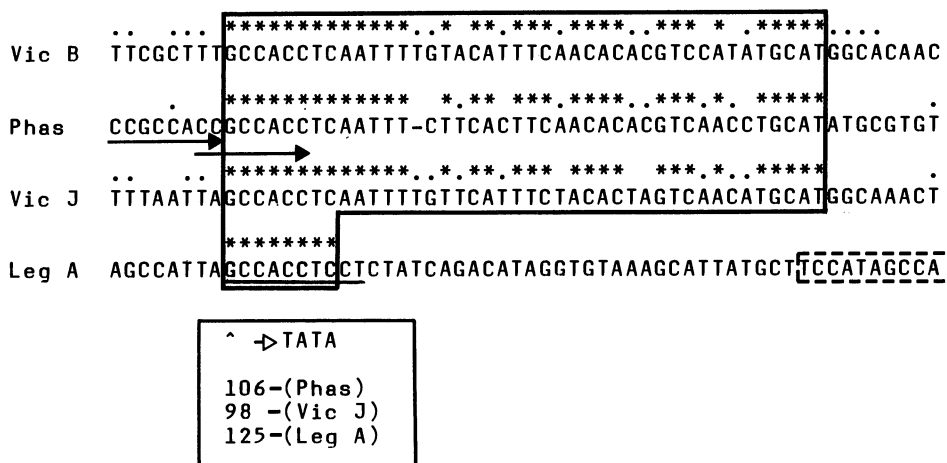 .. ... *************..* **.***.****..*** * .*****....
Vic B TTCGCTTTGCCACCTCAATTTTGTACATTTCAACACACGTCCATATGCATGGCACAAC
. ************* *.** ***.****..***.*. ***** .
Phas CCGCCACCGCCACCTCAATTT-CTTCACTTCAACACACGTCAACCTGCATATGCGTGT
.. .. *************..*.** *** **** ***.*..***** .
Vic J TTTAATTAGCCACCTCAATTTTGTTCATTTCTACACTAGTCAACATGCATGGCAAACT
********
Leg A AGCCATTAGCCACCTCCTCTATCAGACATAGGTGTAAAGCATTATGCTTCCATAGCCA
^ →TATA
106-(Phas)
98 -(Vic J)
125-(Leg A)